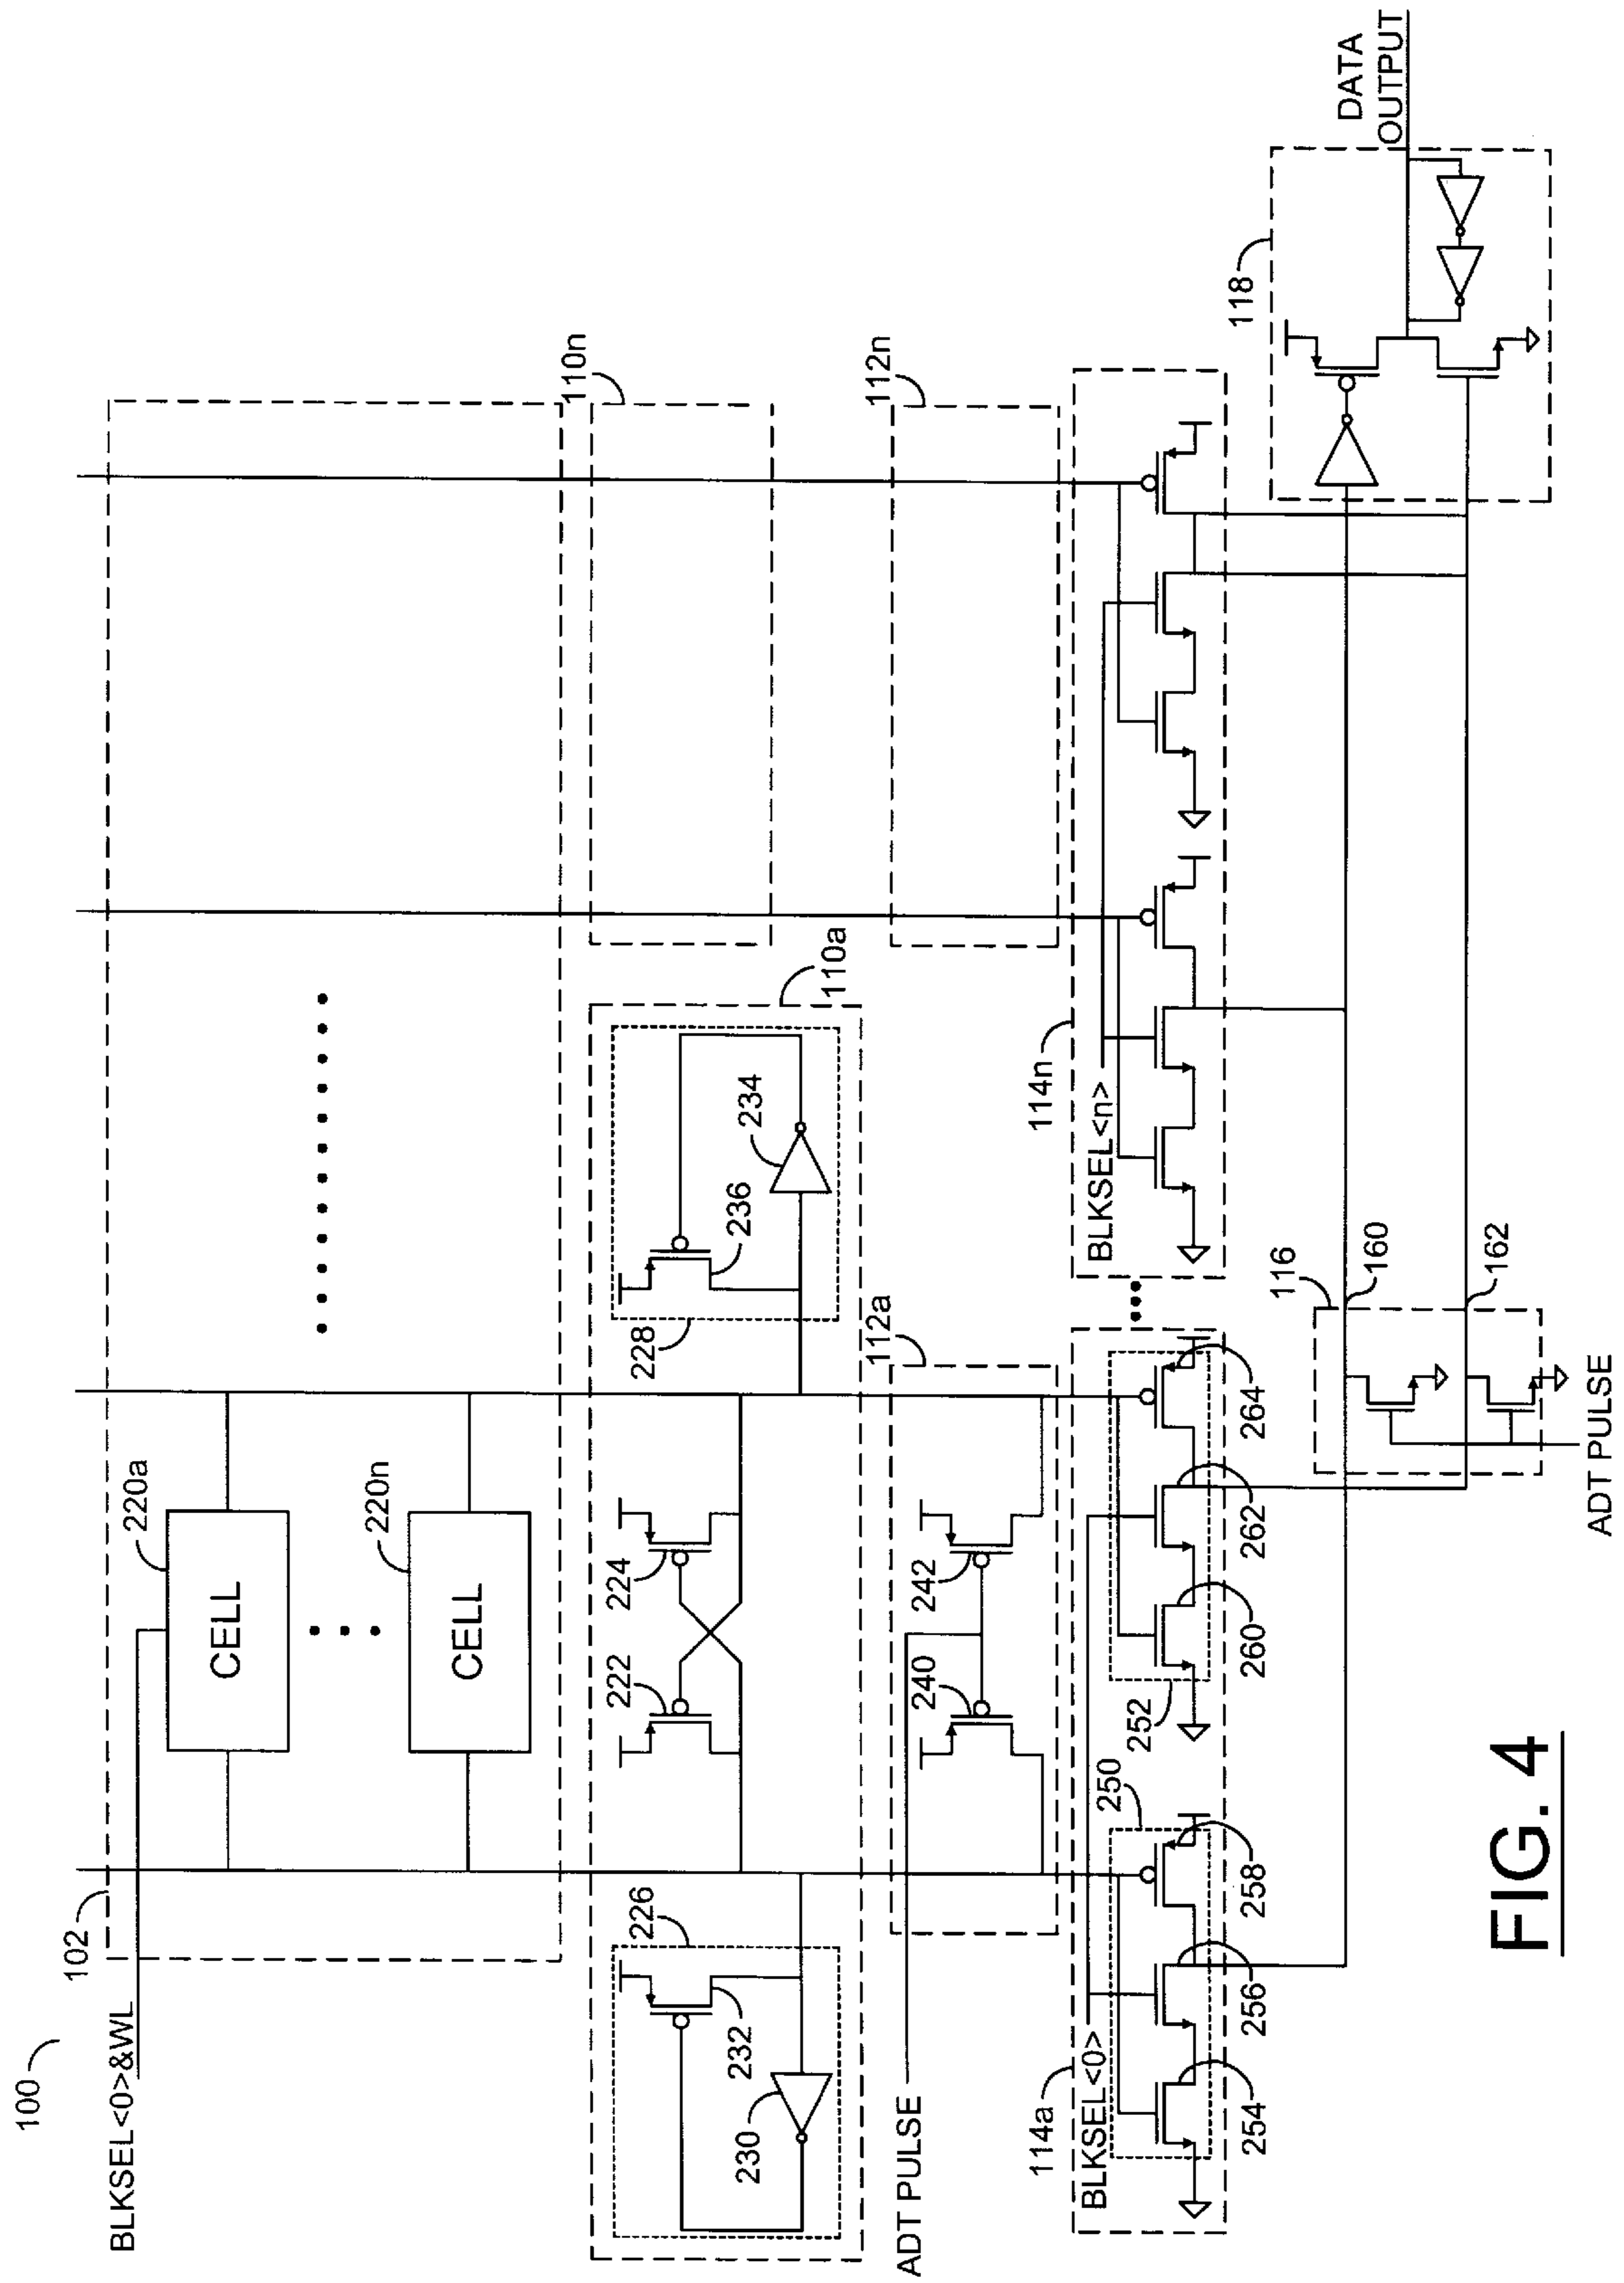 100
BLKSEL<0>&WL
102
220a
CELL
220n
CELL
110n
110a
222
224
226
228
230
232
234
236
112a
112n
ADT PULSE
240
242
114a
BLKSEL<0>
250
252
254
256
258
260
262
264
114n
BLKSEL<n>
116
160
162
ADT PULSE
118
DATA
OUTPUT
FIG. 4